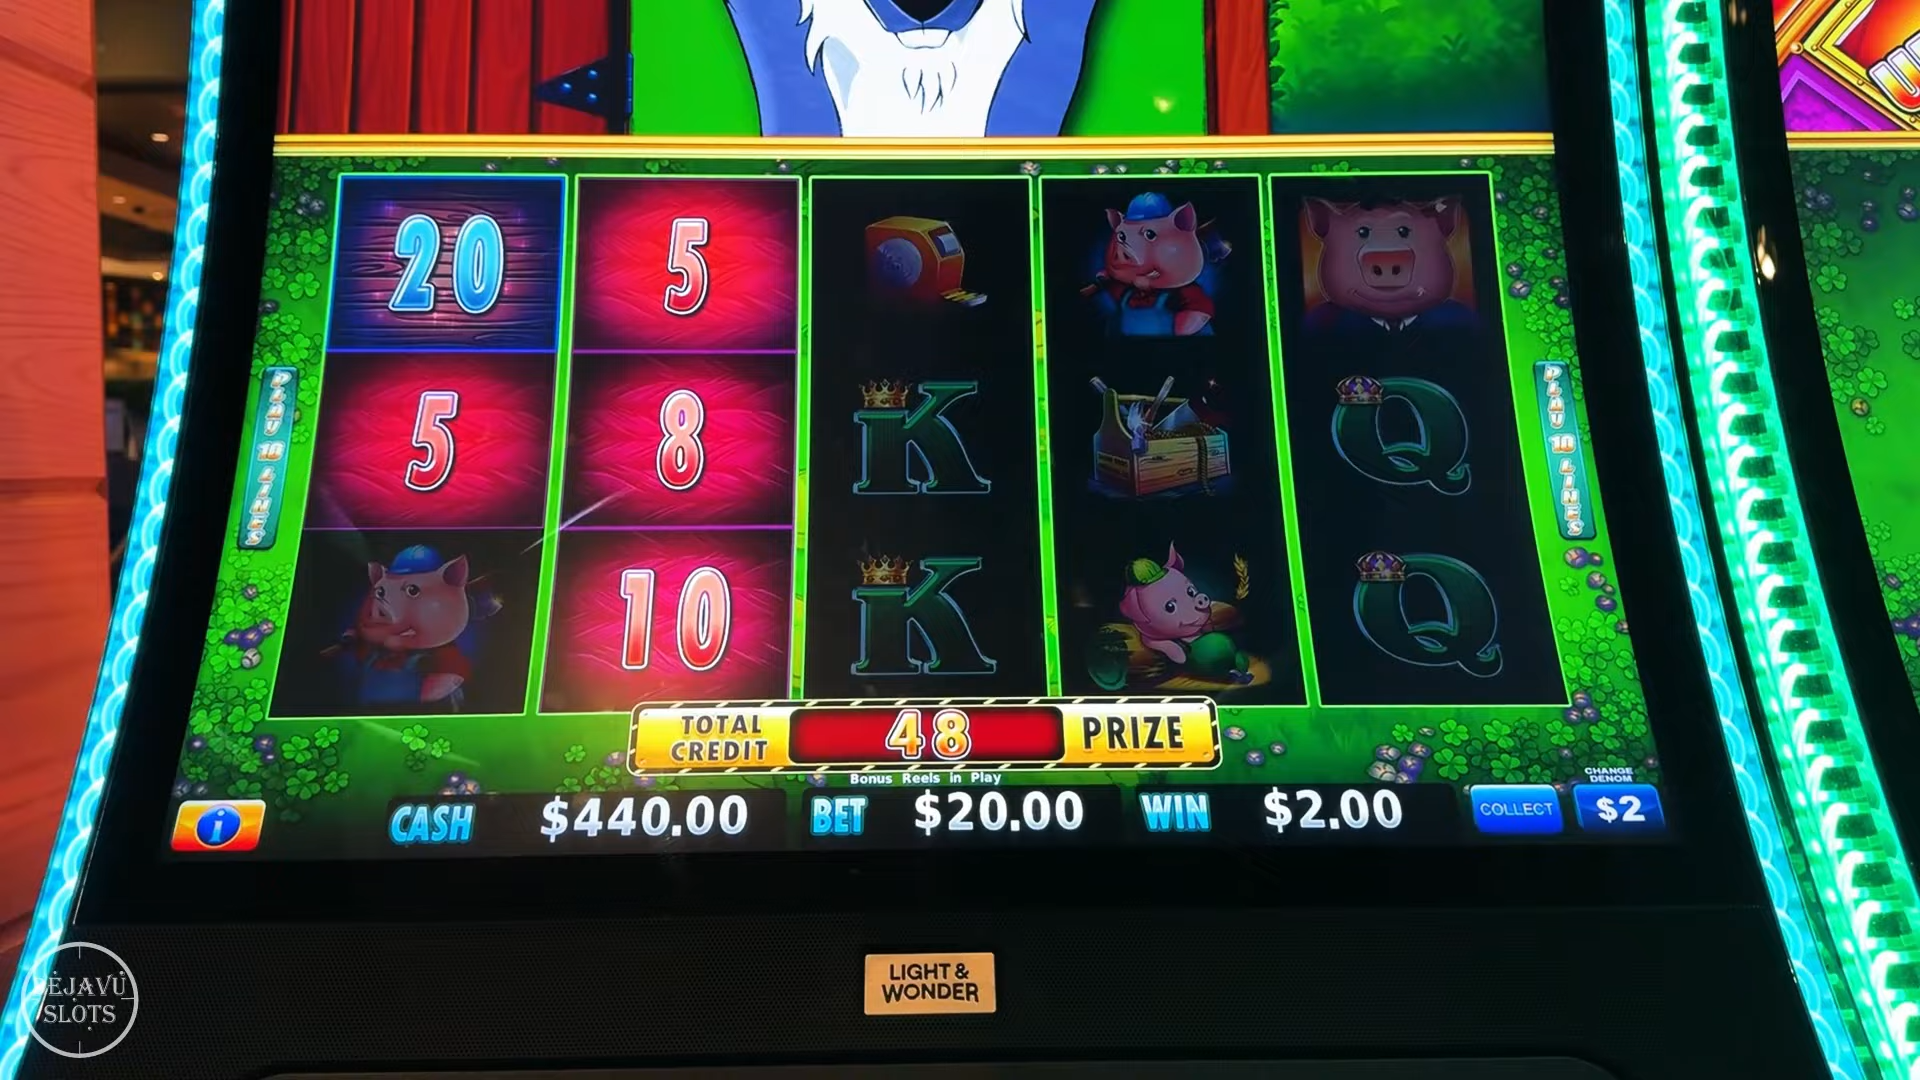 20 5
5 8
10
K
Q
K
Q
PLAY 10 LINES
PLAY 10 LINES
TOTAL CREDIT 48 PRIZE
Bonus Reels in Play
CASH $440.00 BET $20.00 WIN $2.00
COLLECT
CHANGE DENOM
$2
LIGHT & WONDER
DEJAVU SLOTS